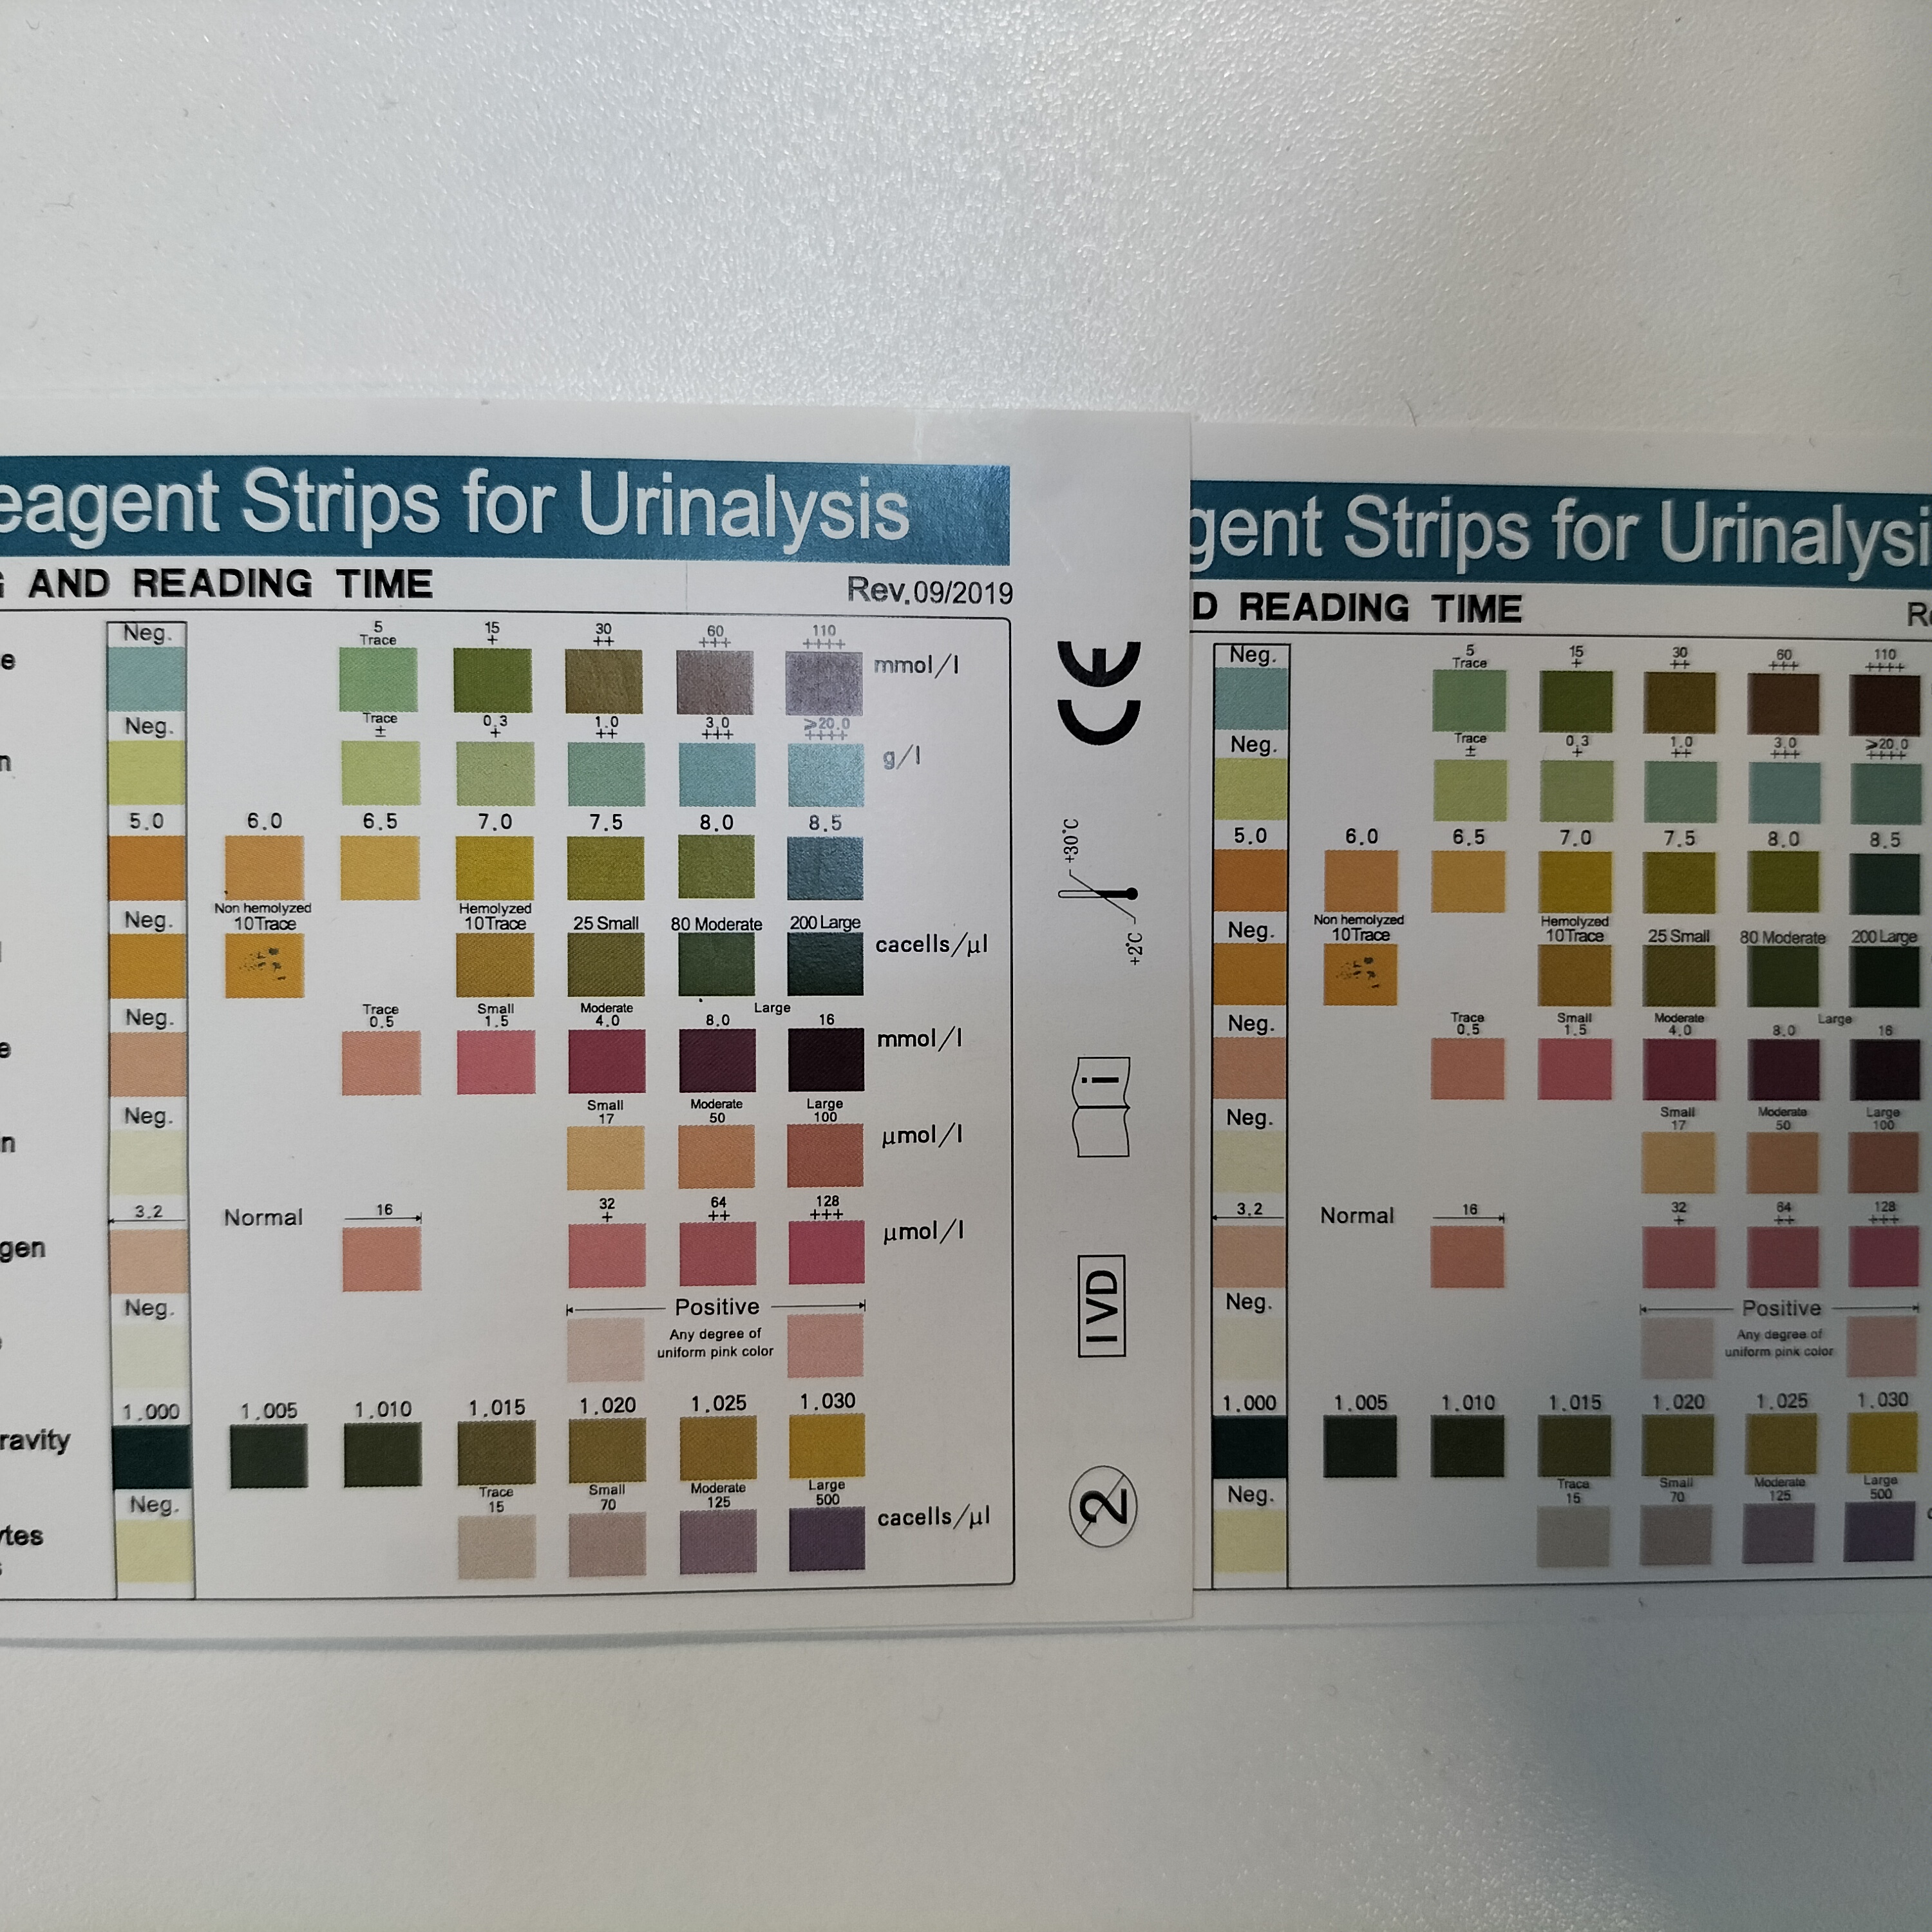 eagent Strips for Urinalysis
AND READING TIME
Rev.09/2019
e
Neg.
5
Trace
15
+
30
++
60
+++
110
++++
mmol/l
n
Neg.
Trace
±
0.3
+
1.0
++
3.0
+++
≥20.0
++++
g/l
5.0 6.0 6.5 7.0 7.5 8.0 8.5
Neg.
Non hemolyzed
10Trace
Hemolyzed
10Trace
25 Small
80 Moderate
200 Large
cacells/μl
e
Neg.
Trace
0.5
Small
1.5
Moderate
4.0
8.0
Large
16
mmol/l
n
Neg.
Small
17
Moderate
50
Large
100
μmol/l
gen
3.2
Normal
16
32
+
64
++
128
+++
μmol/l
Neg.
Positive
Any degree of
uniform pink color
ravity
1.000 1.005 1.010 1.015 1.020 1.025 1.030
ytes
Neg.
Trace
15
Small
70
Moderate
125
Large
500
cacells/μl
CE
+30°C
+2°C
i
IVD
2
gent Strips for Urinalysi
D READING TIME
R
Neg.
5
Trace
15
+
30
++
60
+++
110
++++
Neg.
Trace
±
0.3
+
1.0
++
3.0
+++
≥20.0
++++
5.0 6.0 6.5 7.0 7.5 8.0 8.5
Neg.
Non hemolyzed
10Trace
Hemolyzed
10Trace
25 Small
80 Moderate
200 Large
Neg.
Trace
0.5
Small
1.5
Moderate
4.0
8.0
Large
16
Neg.
Small
17
Moderate
50
Large
100
3.2
Normal
16
32
+
64
++
128
+++
Neg.
Positive
Any degree of
uniform pink color
1.000 1.005 1.010 1.015 1.020 1.025 1.030
Neg.
Trace
15
Small
70
Moderate
125
Large
500